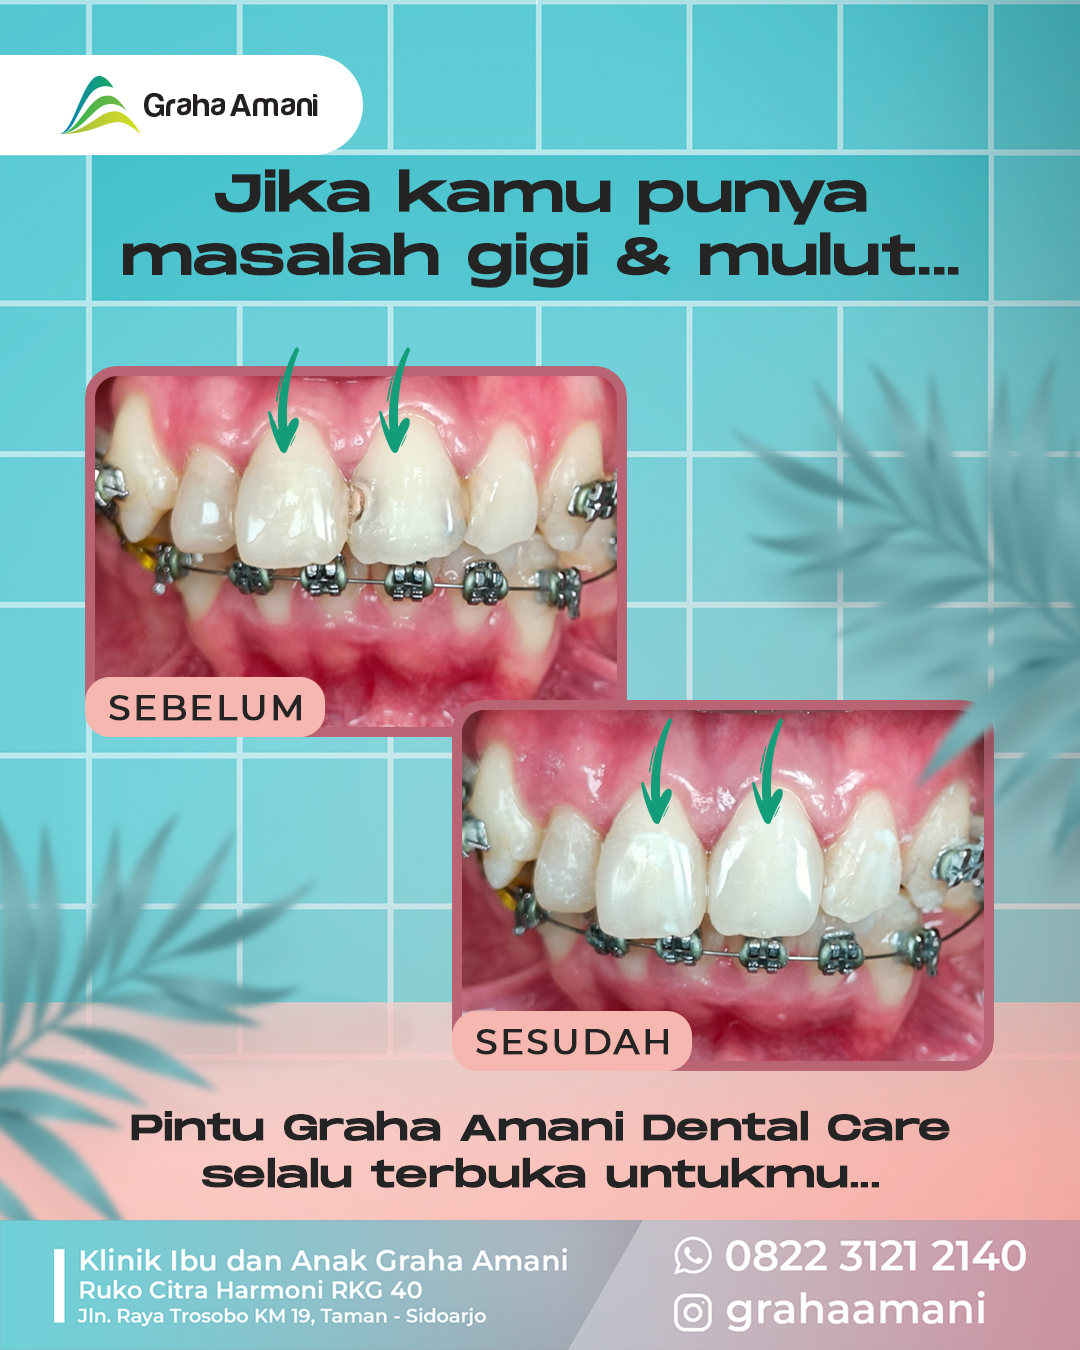 Graha Amani
Jika kamu punya
masalah gigi & mulut...
SEBELUM
SESUDAH
Pintu Graha Amani Dental Care
selalu terbuka untukmu...
Klinik Ibu dan Anak Graha Amani
Ruko Citra Harmoni RKG 40
Jln. Raya Trosobo KM 19, Taman - Sidoarjo
0822 3121 2140
grahaamani